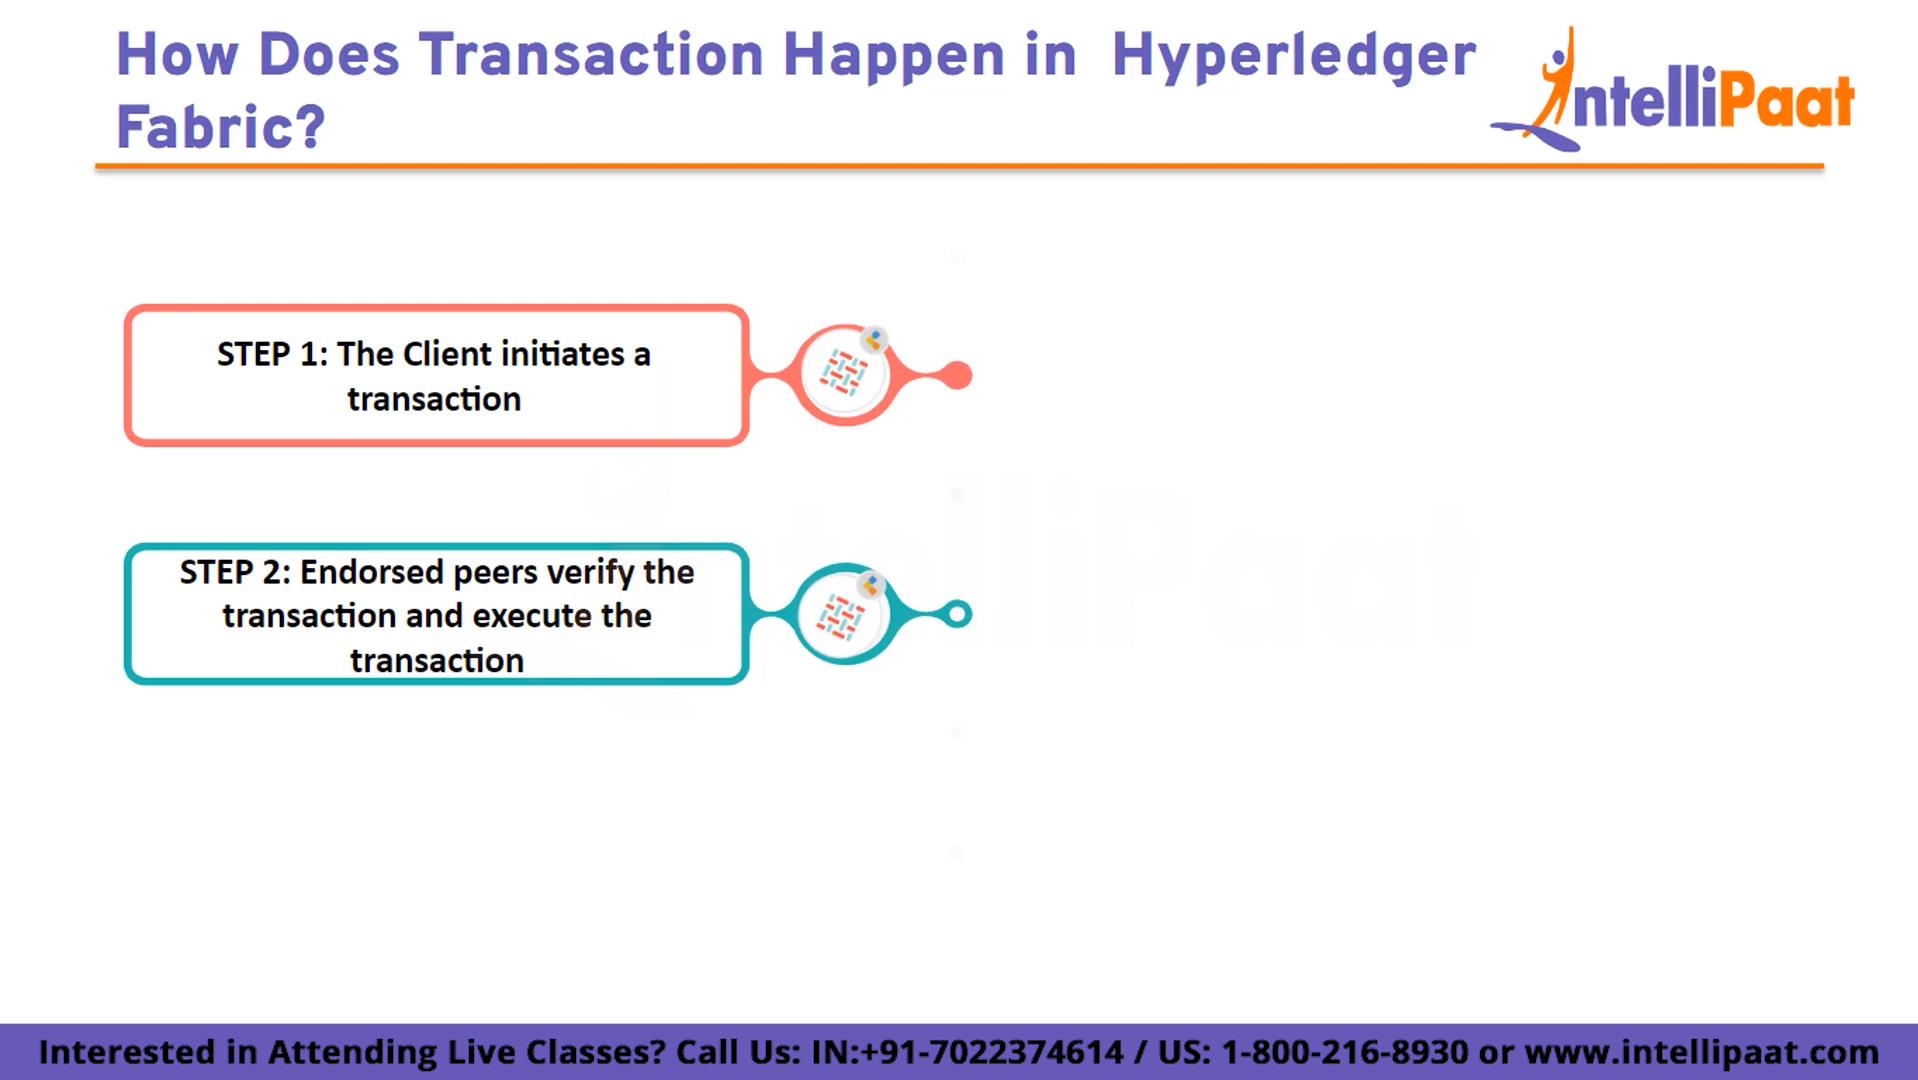 How Does Transaction Happen in Hyperledger
Fabric?
IntelliPaat
STEP 1: The Client initiates a
transaction
STEP 2: Endorsed peers verify the
transaction and execute the
transaction
Interested in Attending Live Classes? Call Us: IN:+91-7022374614 / US: 1-800-216-8930 or www.intellipaat.com